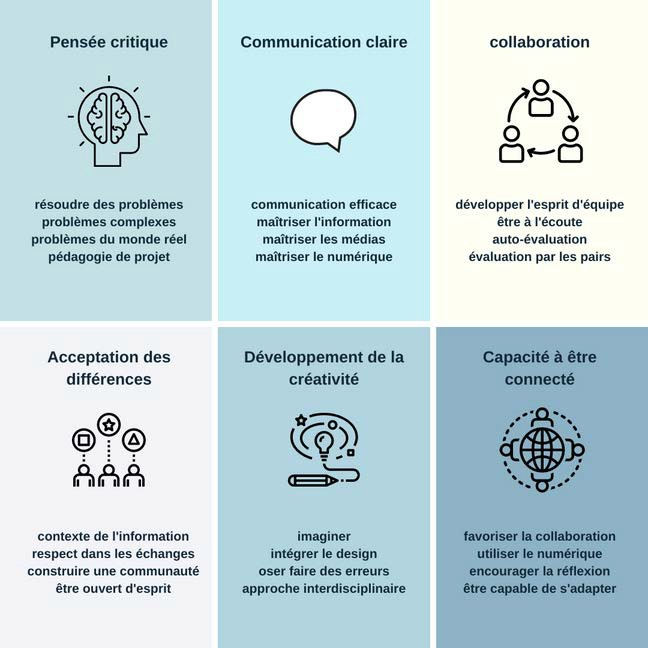 Pensée critique
résoudre des problèmes
problèmes complexes
problèmes du monde réel
pédagogie de projet
Communication claire
communication efficace
maîtriser l'information
maîtriser les médias
maîtriser le numérique
collaboration
développer l'esprit d'équipe
être à l'écoute
auto-évaluation
évaluation par les pairs
Acceptation des
différences
contexte de l'information
respect dans les échanges
construire une communauté
être ouvert d'esprit
Développement de la
créativité
imaginer
intégrer le design
oser faire des erreurs
approche interdisciplinaire
Capacité à être
connecté
favoriser la collaboration
utiliser le numérique
encourager la réflexion
être capable de s'adapter